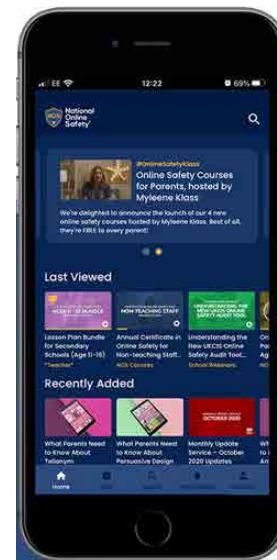 EE
12:22
69%
National
Online
Safety
#OnlineSafetyKlass
Online Safety Courses
for Parents, hosted by
Myleene Klass
We're delighted to announce the launch of our 4 new
online safety courses hosted by Myleene Klass. Best of all,
they're FREE to every parent!
Last Viewed
UNDERSTANDING THE
NEW UKCIS ONLINE
SAFETY AUDIT TOOL
NON TEACHING STAFF
Lesson Plan Bundle
for Secondary
Schools (Age 11-16)
"Teacher"
Annual Certificate in
Online Safety for
Non-teaching Staff...
NOS Courses
Understanding the
New UKCIS Online
Safety Audit Tool...
School Webinars
Recently Added
OCTOBER 2020
What Parents Need
to Know About
Tellonym
What Parents Need
to Know About
Persuasive Design
Monthly Update
Service – October
2020 Updates
Home